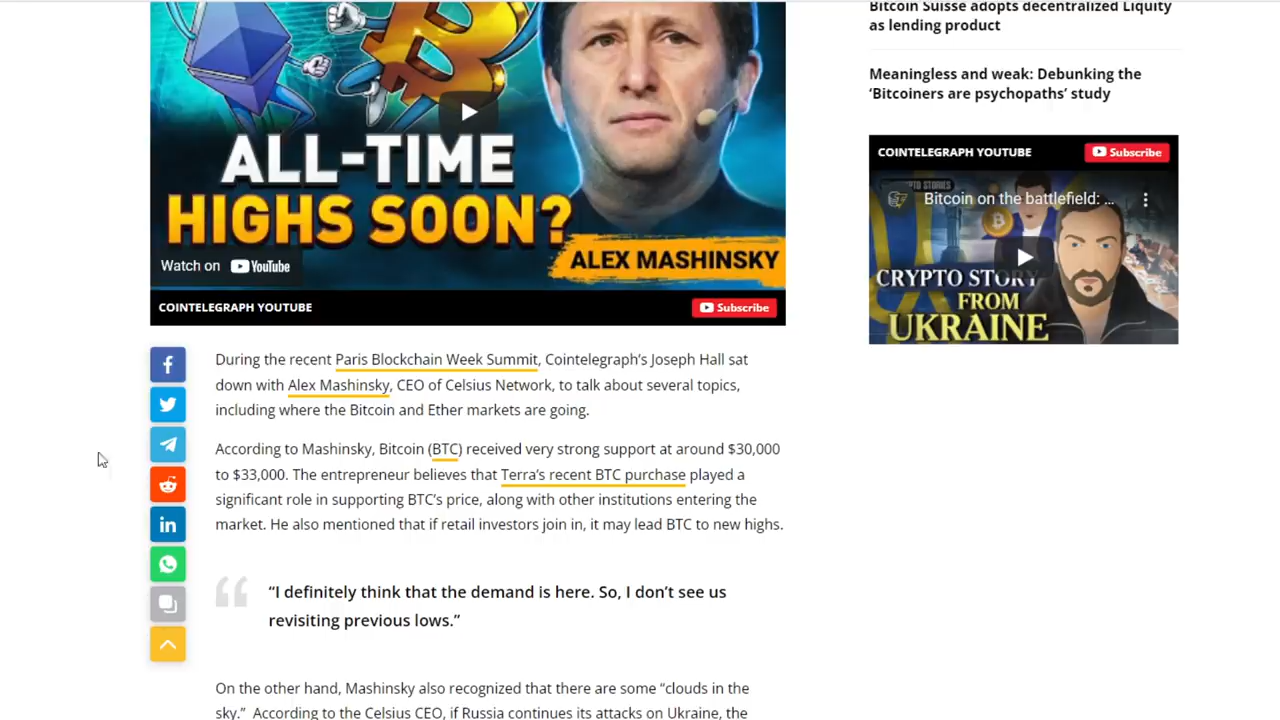 ALL-TIME
HIGHS SOON?
ALEX MASHINSKY
Watch on YouTube
COINTELEGRAPH YOUTUBE
Subscribe
During the recent Paris Blockchain Week Summit, Cointelegraph's Joseph Hall sat
down with Alex Mashinsky, CEO of Celsius Network, to talk about several topics,
including where the Bitcoin and Ether markets are going.
According to Mashinsky, Bitcoin (BTC) received very strong support at around $30,000
to $33,000. The entrepreneur believes that Terra's recent BTC purchase played a
significant role in supporting BTC's price, along with other institutions entering the
market. He also mentioned that if retail investors join in, it may lead BTC to new highs.
“I definitely think that the demand is here. So, I don’t see us
revisiting previous lows.”
On the other hand, Mashinsky also recognized that there are some “clouds in the
sky.” According to the Celsius CEO, if Russia continues its attacks on Ukraine, the
Bitcoin Suisse adopts decentralized Liquity
as lending product
Meaningless and weak: Debunking the
‘Bitcoiners are psychopaths’ study
COINTELEGRAPH YOUTUBE
Subscribe
Bitcoin on the battlefield: ...
CRYPTO STORY
FROM
UKRAINE